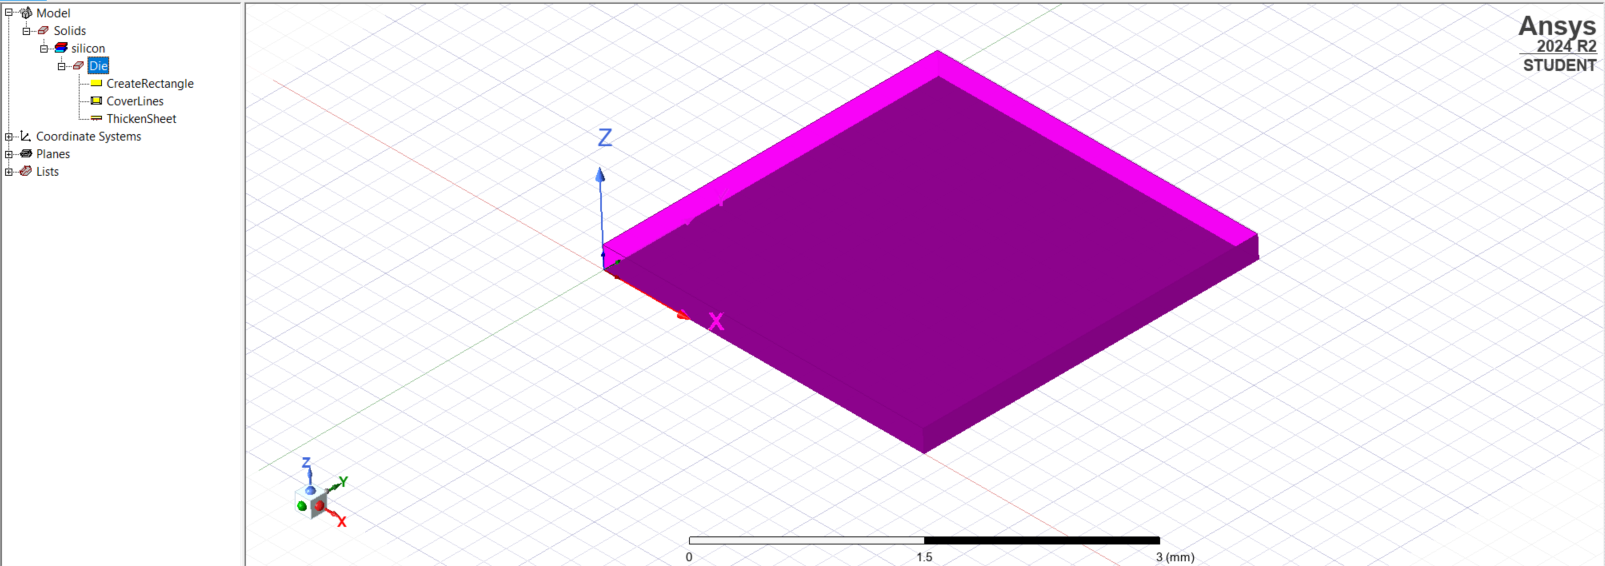 Model
Solids
silicon
Die
CreateRectangle
CoverLines
ThickenSheet
Coordinate Systems
Planes
Lists
Ansys
2024 R2
STUDENT
Z
X
Z
Y
X
0 1.5 3 (mm)